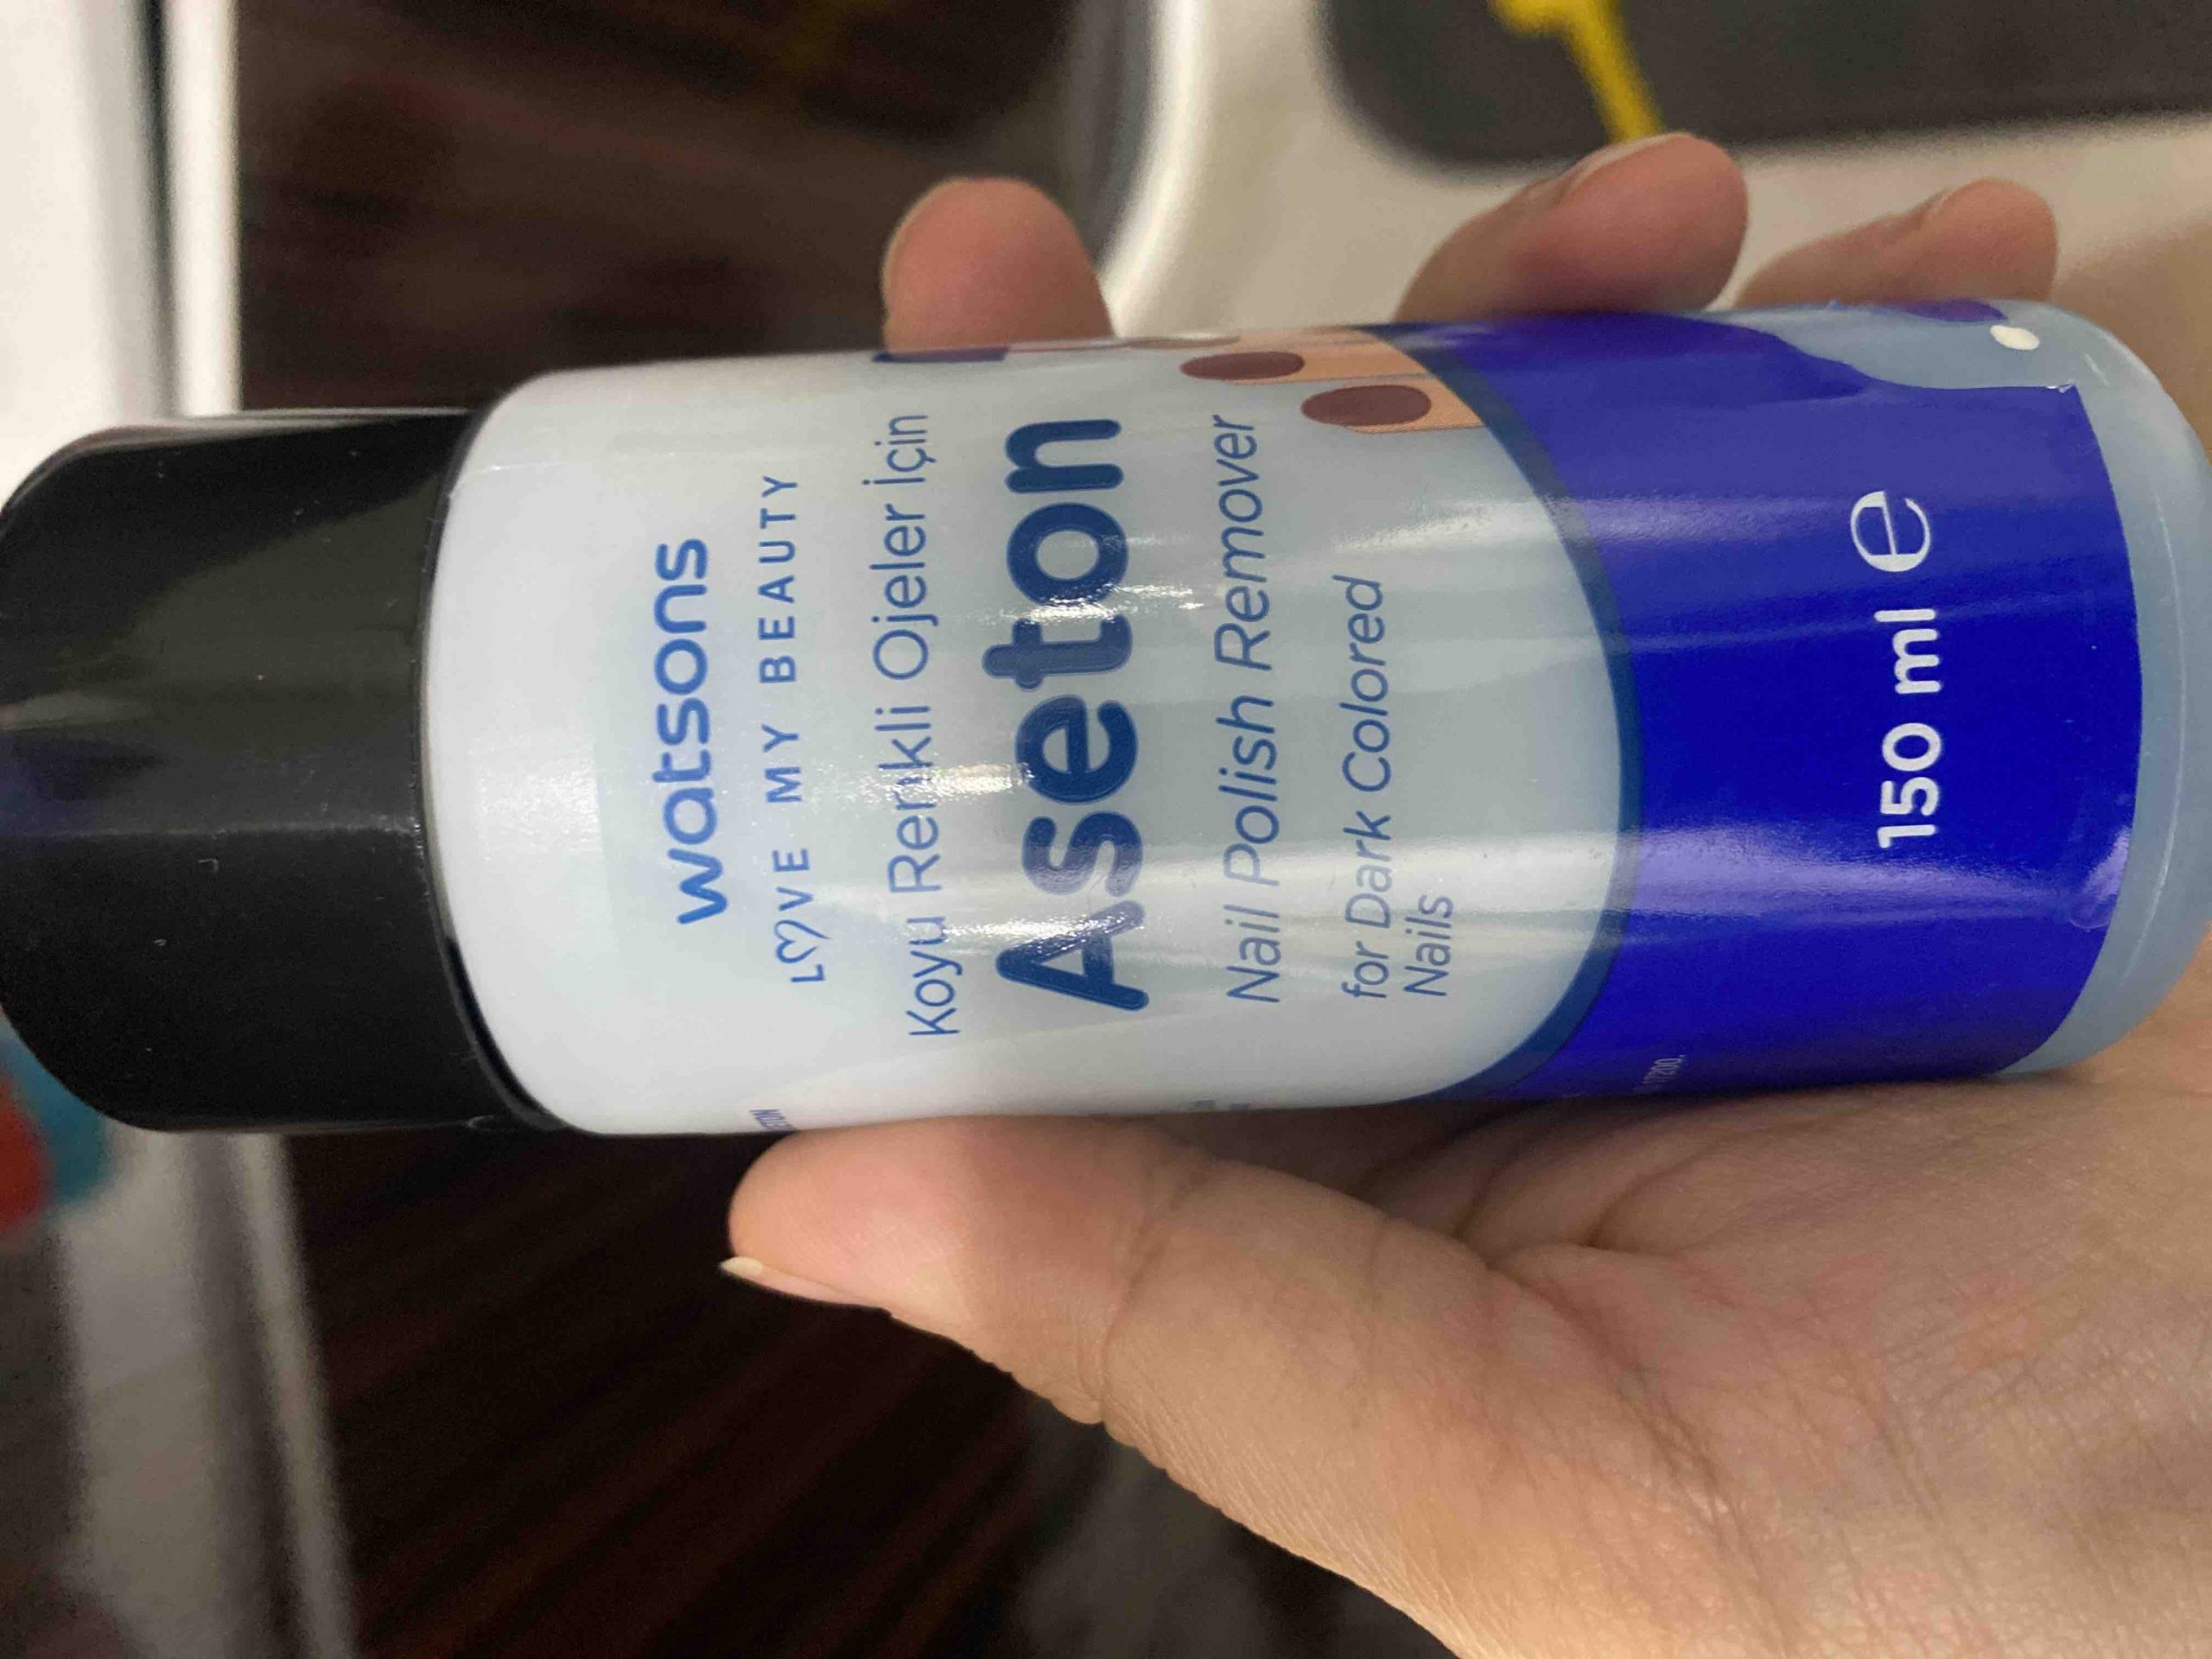 watsons
LOVE MY BEAUTY
Koyu Renkli Ojeler İçin
Aseton
Nail Polish Remover
for Dark Colored
Nails
150 ml e